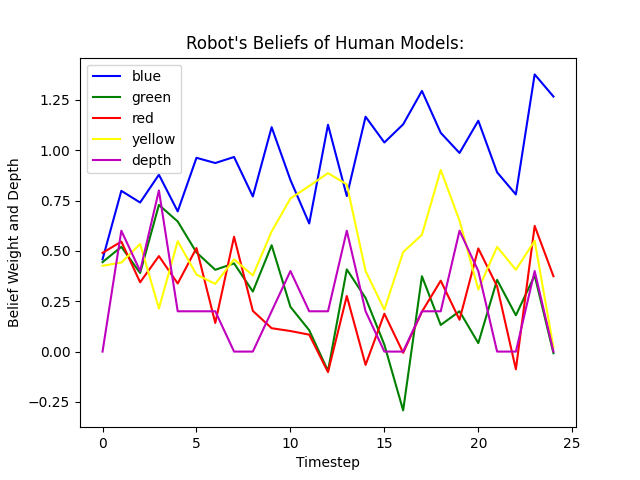 Robot's Beliefs of Human Models:
blue
green
red
yellow
depth
1.25
1.00
0.75
0.50
0.25
0.00
−0.25
Belief Weight and Depth
0 5 10 15 20 25
Timestep